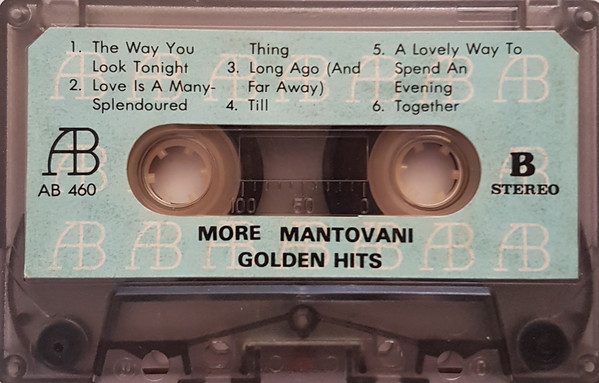 1. The Way You
Look Tonight
2. Love Is A Many-
Splendoured
Thing
3. Long Ago (And
Far Away)
4. Till
5. A Lovely Way To
Spend An
Evening
6. Together
AB
AB 460
B
STEREO
100 50 0
MORE MANTOVANI
GOLDEN HITS